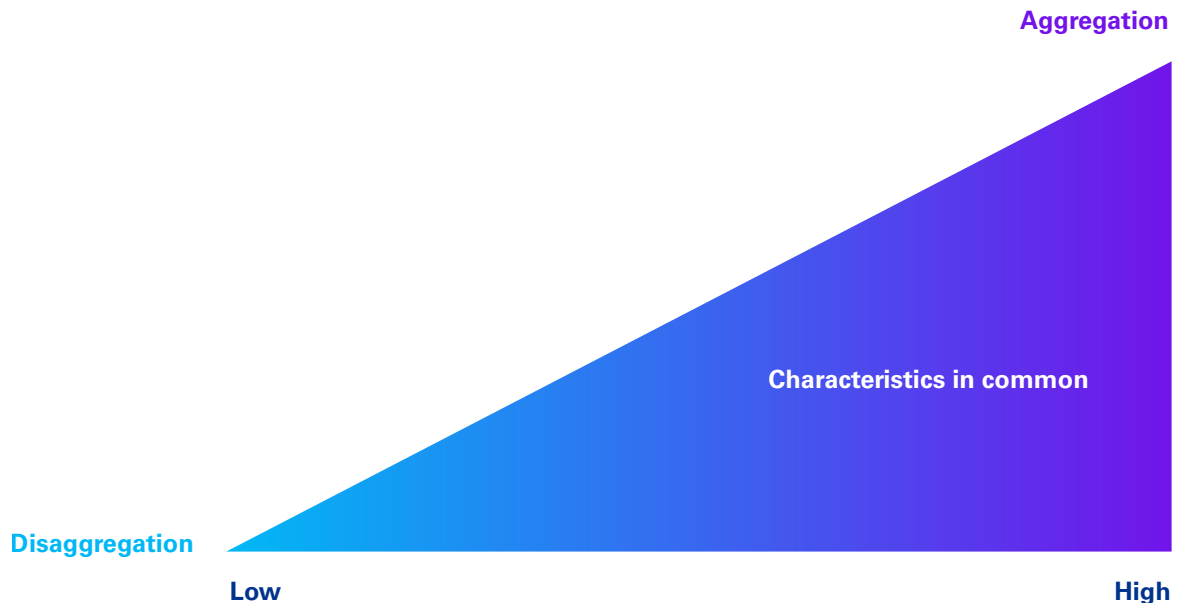 Aggregation
Characteristics in common
Disaggregation
Low
High